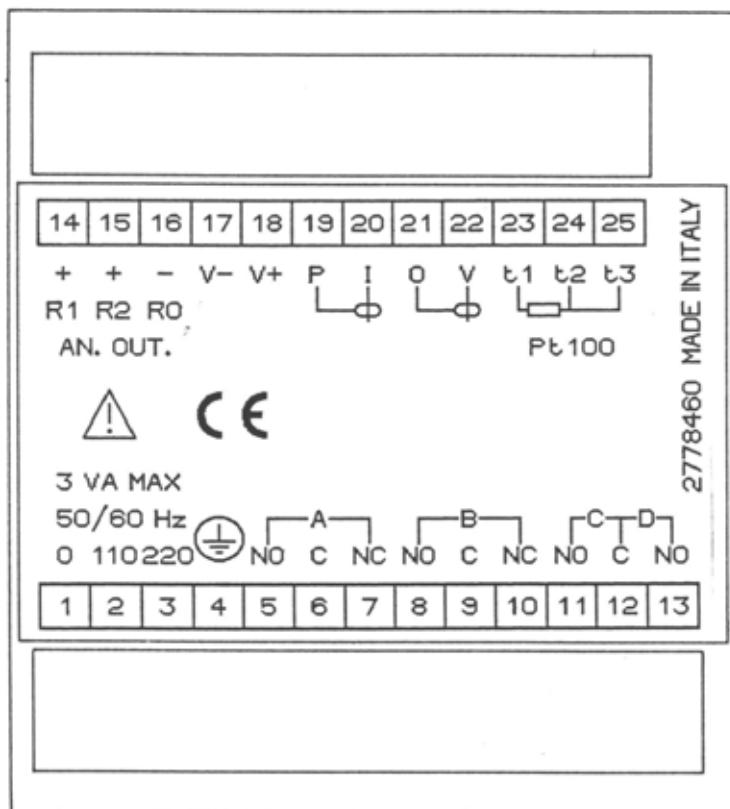 14 15 16 17 18 19 20 21 22 23 24 25
+ + - V- V+ P I O V t1 t2 t3
R1 R2 R0
AN. OUT. Pt100
2778460 MADE IN ITALY
CE
3 VA MAX
50/60 Hz A B C D
0 110 220 NO C NC NO C NC NO C NO
1 2 3 4 5 6 7 8 9 10 11 12 13